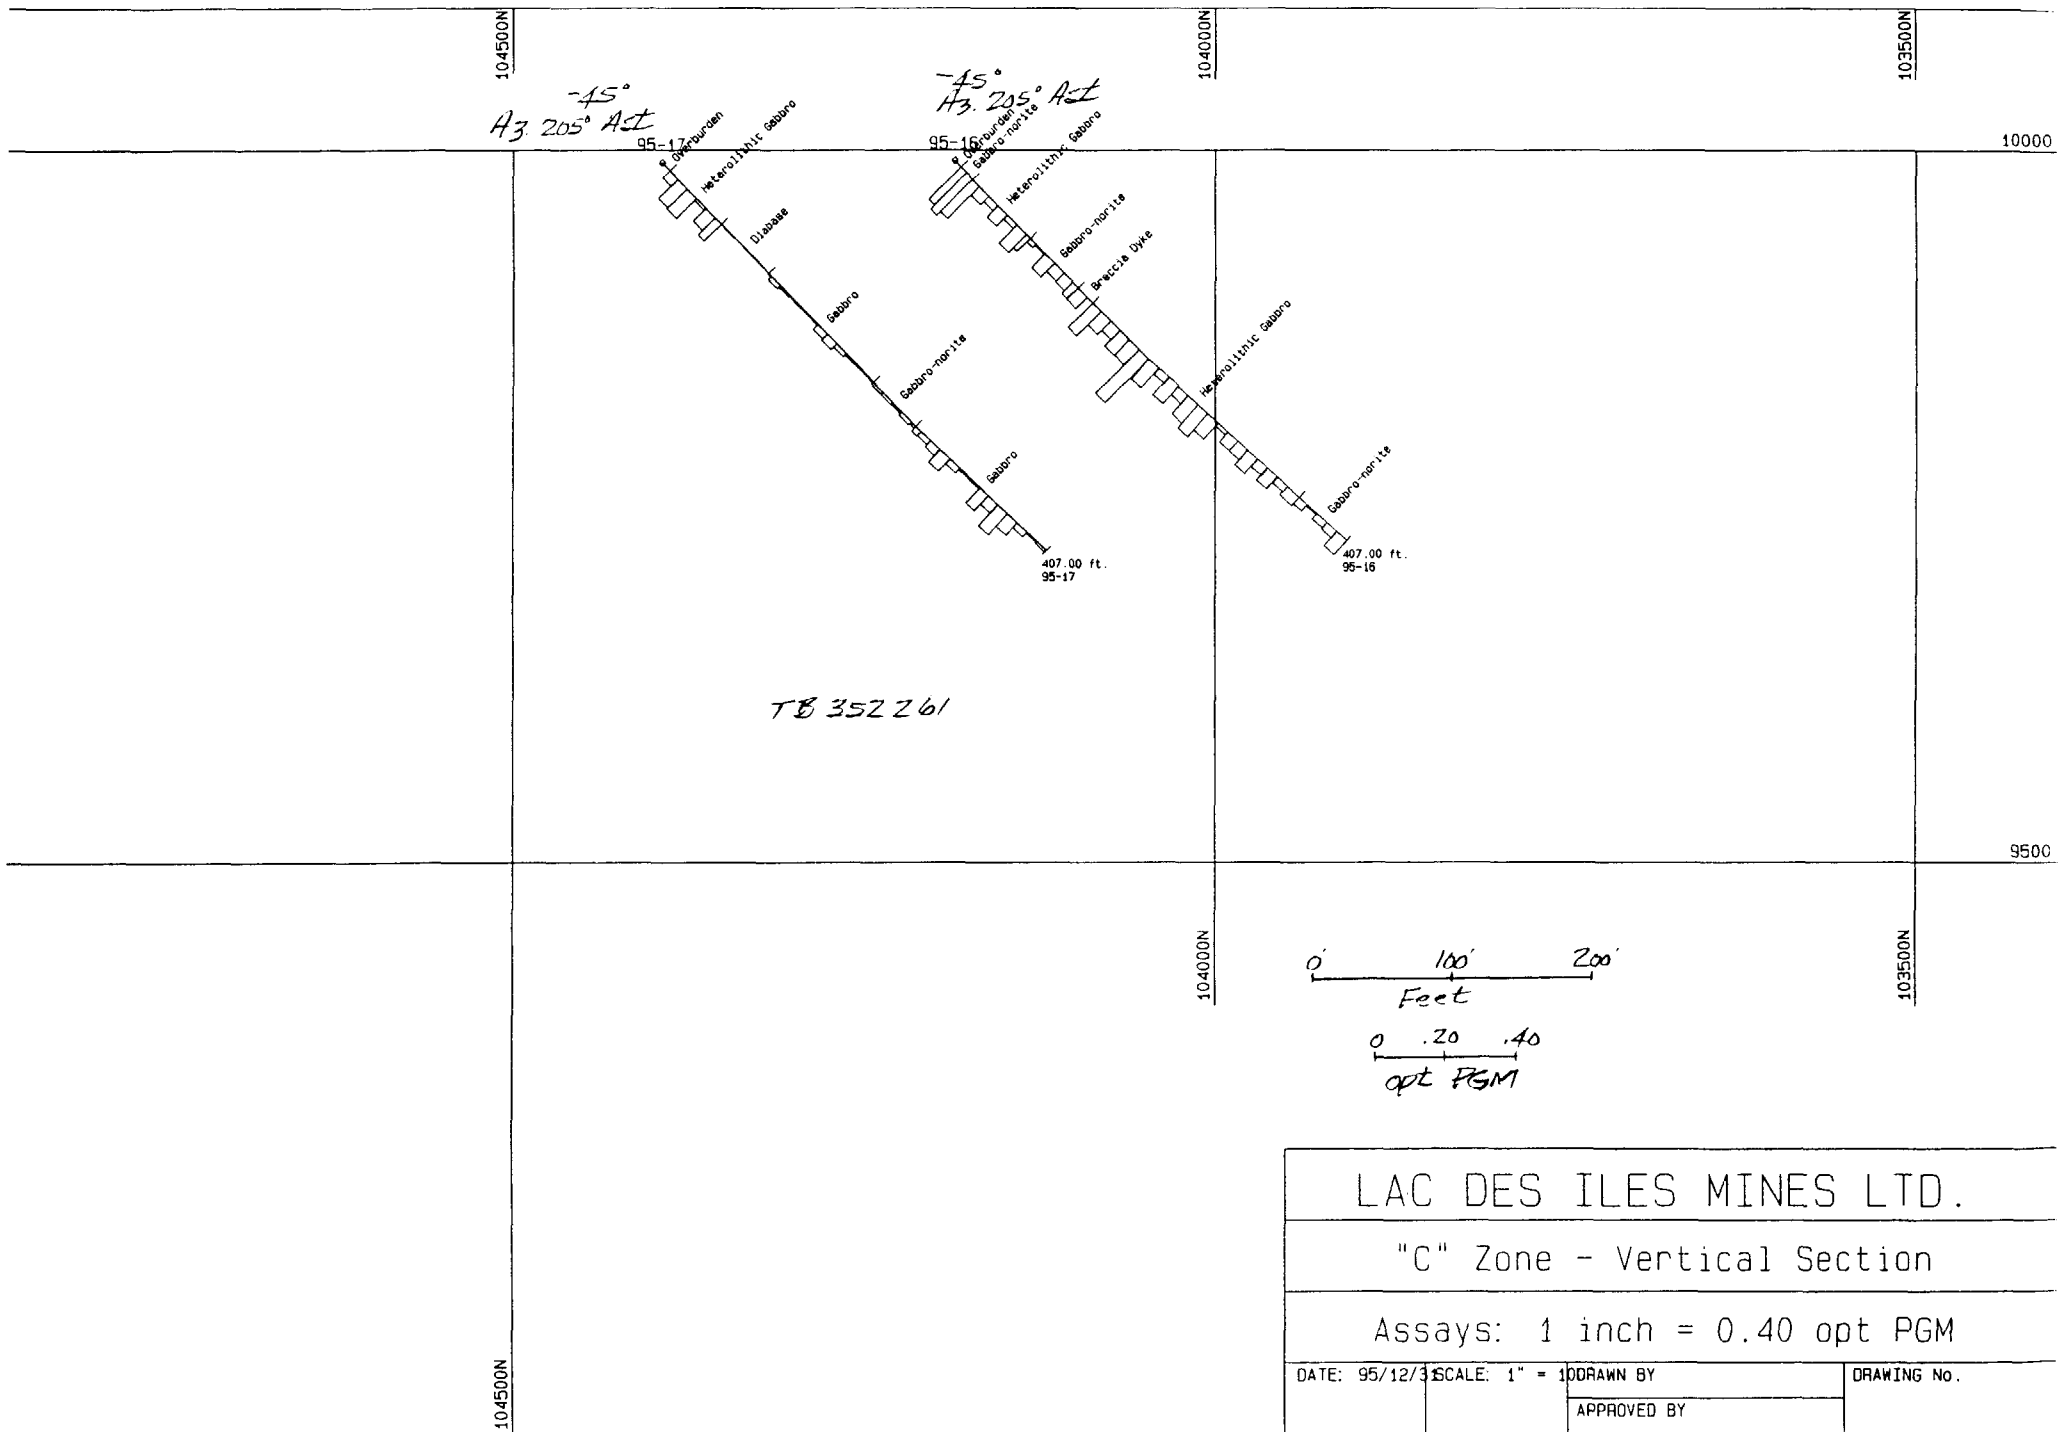 104500N
104000N
103500N
-45°
Az. 205° Ast
-45°
Az. 205° Ast
95-17
Overburden
Heterolithic Gabbro
Diabase
Gabbro
Gabbro-norite
Gabbro
407.00 ft.
95-17
95-16
Overburden
Gabbro-norite
Heterolithic Gabbro
Gabbro-norite
Breccia Dyke
Heterolithic Gabbro
Gabbro-norite
407.00 ft.
95-16
10000
TB 352261
9500
104000N
103500N
0' 100' 200'
Feet
0 .20 .40
opt PGM
104500N
LAC DES ILES MINES LTD.
"C" Zone - Vertical Section
Assays: 1 inch = 0.40 opt PGM
DATE: 95/12/31
SCALE: 1" = 10
DRAWN BY
APPROVED BY
DRAWING No.